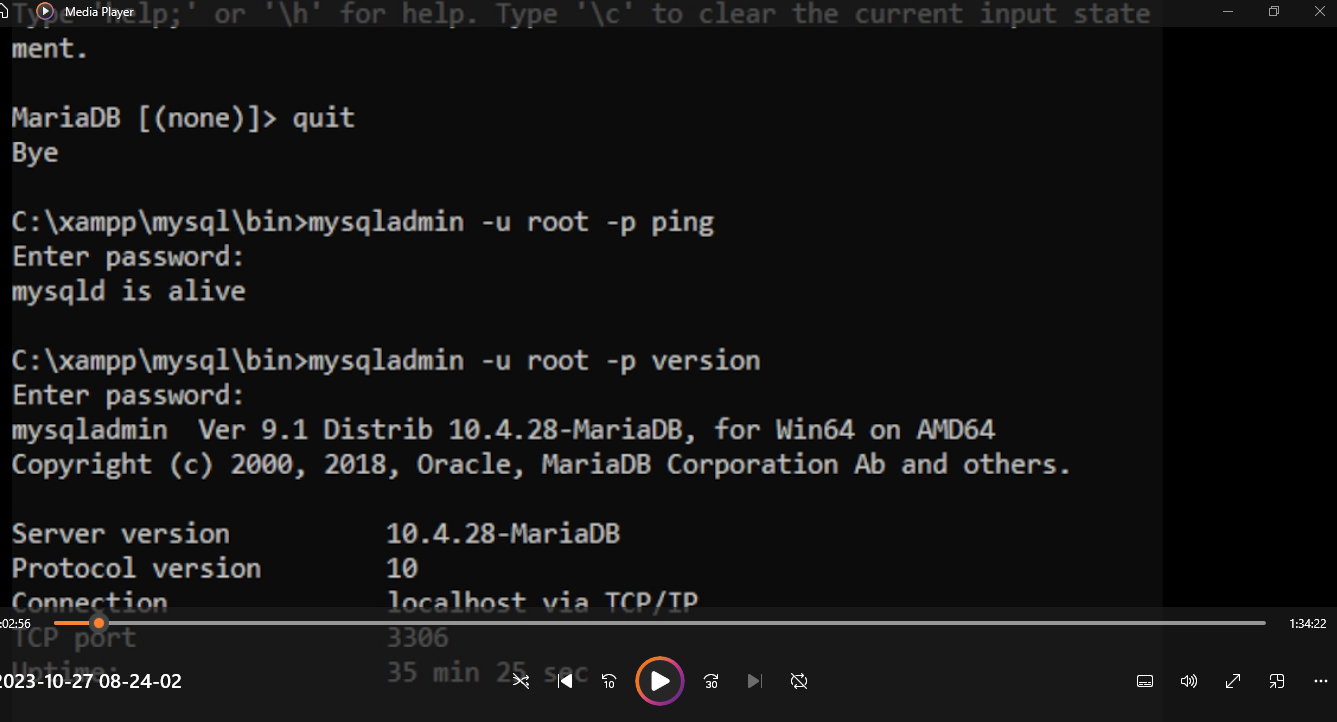 Media Player
Type 'help;' or '\h' for help. Type '\c' to clear the current input state
ment.
MariaDB [(none)]> quit
Bye
C:\xampp\mysql\bin>mysqladmin -u root -p ping
Enter password:
mysqld is alive
C:\xampp\mysql\bin>mysqladmin -u root -p version
Enter password:
mysqladmin  Ver 9.1 Distrib 10.4.28-MariaDB, for Win64 on AMD64
Copyright (c) 2000, 2018, Oracle, MariaDB Corporation Ab and others.
Server version          10.4.28-MariaDB
Protocol version        10
Connection              localhost via TCP/IP
:02:56 1:34:22
TCP port                3306
Uptime:                 35 min 25 sec
2023-10-27 08-24-02
10 30